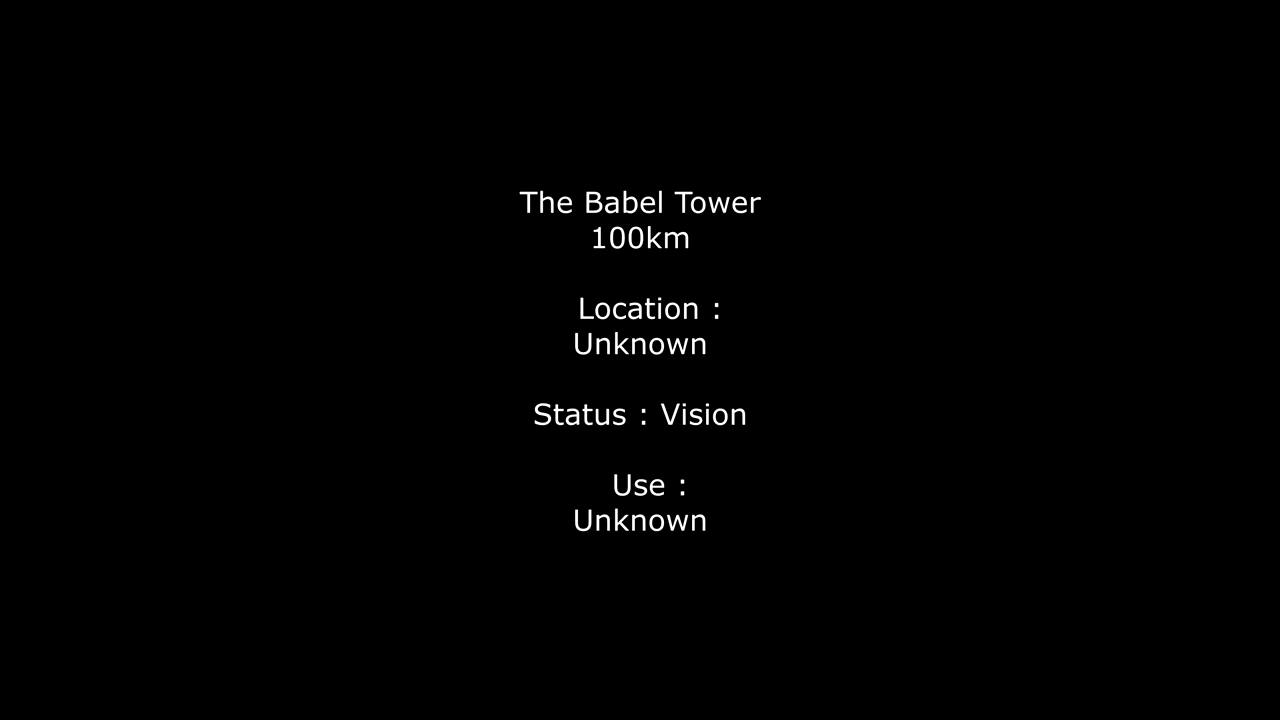 The Babel Tower
100km
Location :
Unknown
Status : Vision
Use :
Unknown